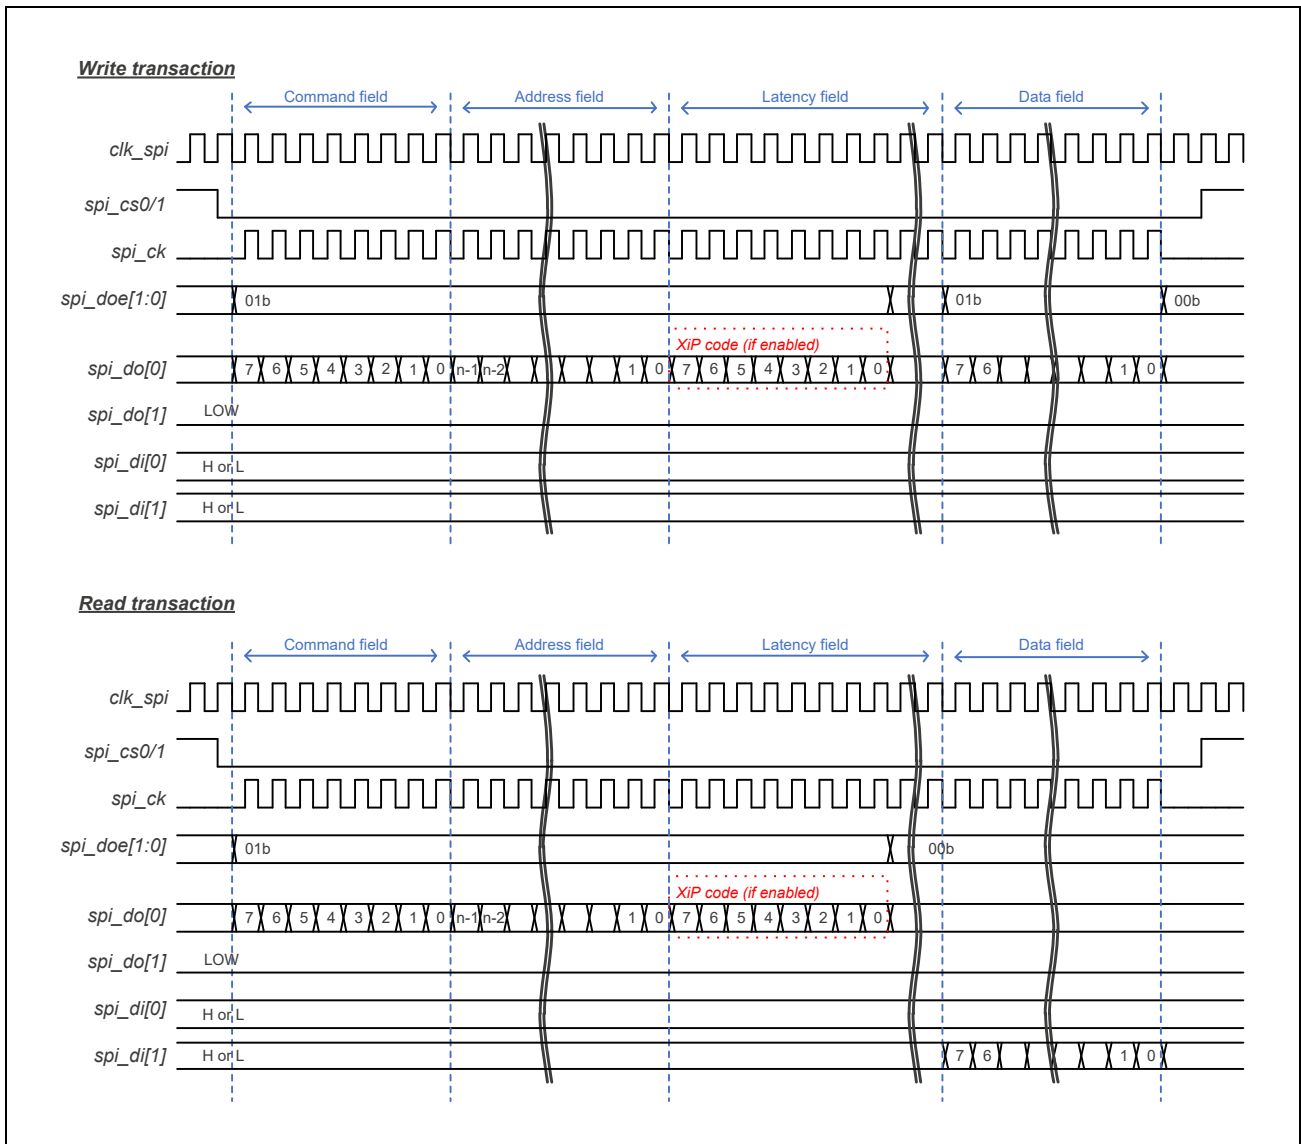 Write transaction
Command field Address field Latency field Data field
clk_spi
spi_cs0/1
spi_ck
spi_doe[1:0] 01b 01b 00b
XiP code (if enabled)
spi_do[0] 7 6 5 4 3 2 1 0 n-1 n-2 1 0 7 6 5 4 3 2 1 0 7 6 1 0
spi_do[1] LOW
spi_di[0] H or L
spi_di[1] H or L
Read transaction
Command field Address field Latency field Data field
clk_spi
spi_cs0/1
spi_ck
spi_doe[1:0] 01b 00b
XiP code (if enabled)
spi_do[0] 7 6 5 4 3 2 1 0 n-1 n-2 1 0 7 6 5 4 3 2 1 0
spi_do[1] LOW
spi_di[0] H or L
spi_di[1] H or L 7 6 1 0